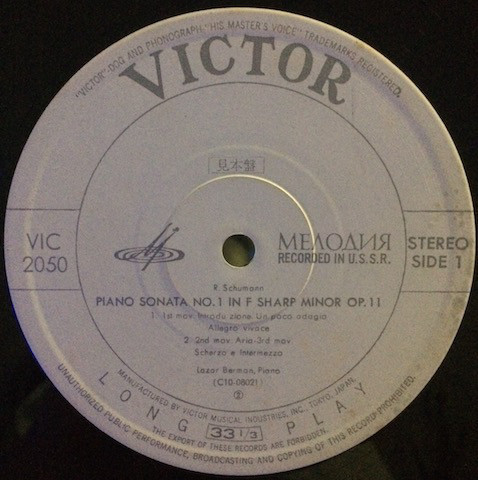 "VICTOR"-DOG AND PHONOGRAPH-"HIS MASTER'S VOICE" TRADEMARKS REGISTERED.
VICTOR
見本盤
VIC
2050
МЕЛОДИЯ
RECORDED IN U.S.S.R.
STEREO
SIDE 1
R. Schumann
PIANO SONATA NO.1 IN F SHARP MINOR OP.11
1. 1st mov. Introdu zione: Un poco adagio
Allegro vivace
2. 2nd mov. Aria-3rd mov
Scherzo e Intermezzo
Lazar Berman, Piano
(C10-08021)
MANUFACTURED BY VICTOR MUSICAL INDUSTRIES, INC., TOKYO, JAPAN.
LONG PLAY
33 1/3
THE EXPORT OF THESE RECORDS ARE FORBIDDEN.
UNAUTHORIZED PUBLIC PERFORMANCE, BROADCASTING AND COPYING OF THIS RECORD PROHIBITED.